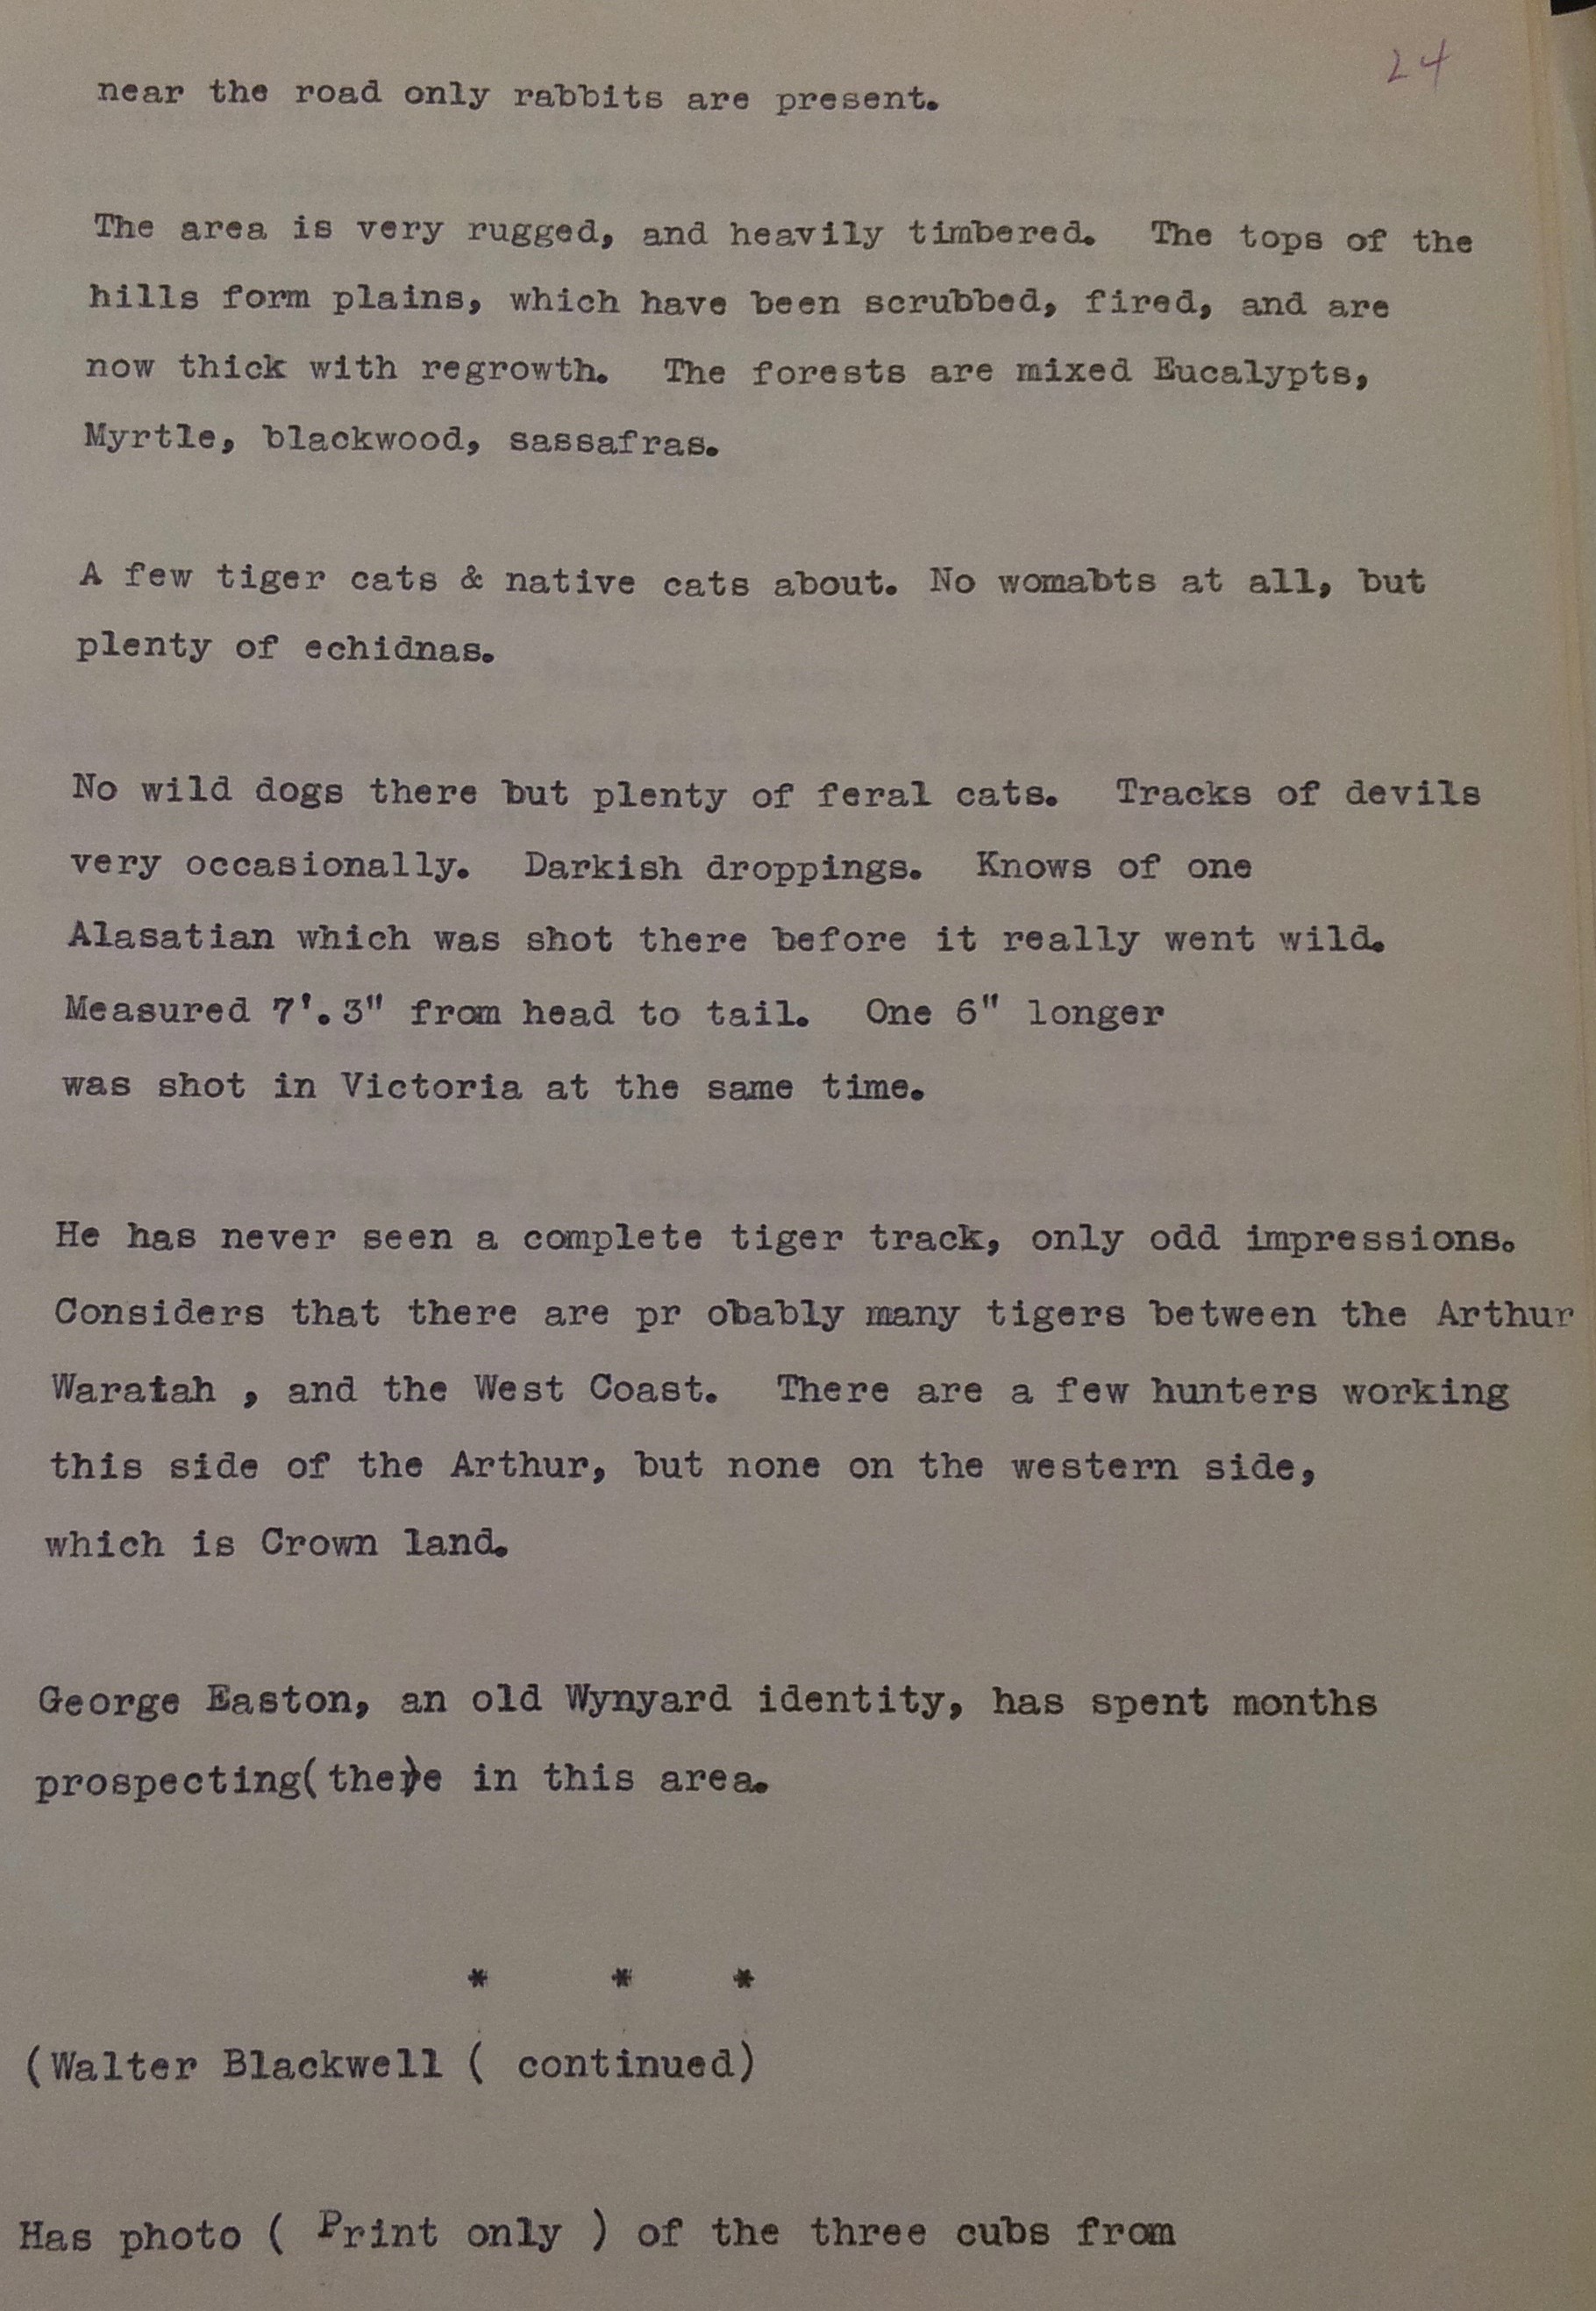 24
near the road only rabbits are present.
The area is very rugged, and heavily timbered. The tops of the
hills form plains, which have been scrubbed, fired, and are
now thick with regrowth. The forests are mixed Eucalypts,
Myrtle, blackwood, sassafras.
A few tiger cats & native cats about. No womabts at all, but
plenty of echidnas.
No wild dogs there but plenty of feral cats. Tracks of devils
very occasionally. Darkish droppings. Knows of one
Alasatian which was shot there before it really went wild.
Measured 7'.3" from head to tail. One 6" longer
was shot in Victoria at the same time.
He has never seen a complete tiger track, only odd impressions.
Considers that there are pr obably many tigers between the Arthur
Waratah , and the West Coast. There are a few hunters working
this side of the Arthur, but none on the western side,
which is Crown land.
George Easton, an old Wynyard identity, has spent months
prospecting(there in this area.
* * *
(Walter Blackwell ( continued)
Has photo ( Print only ) of the three cubs from